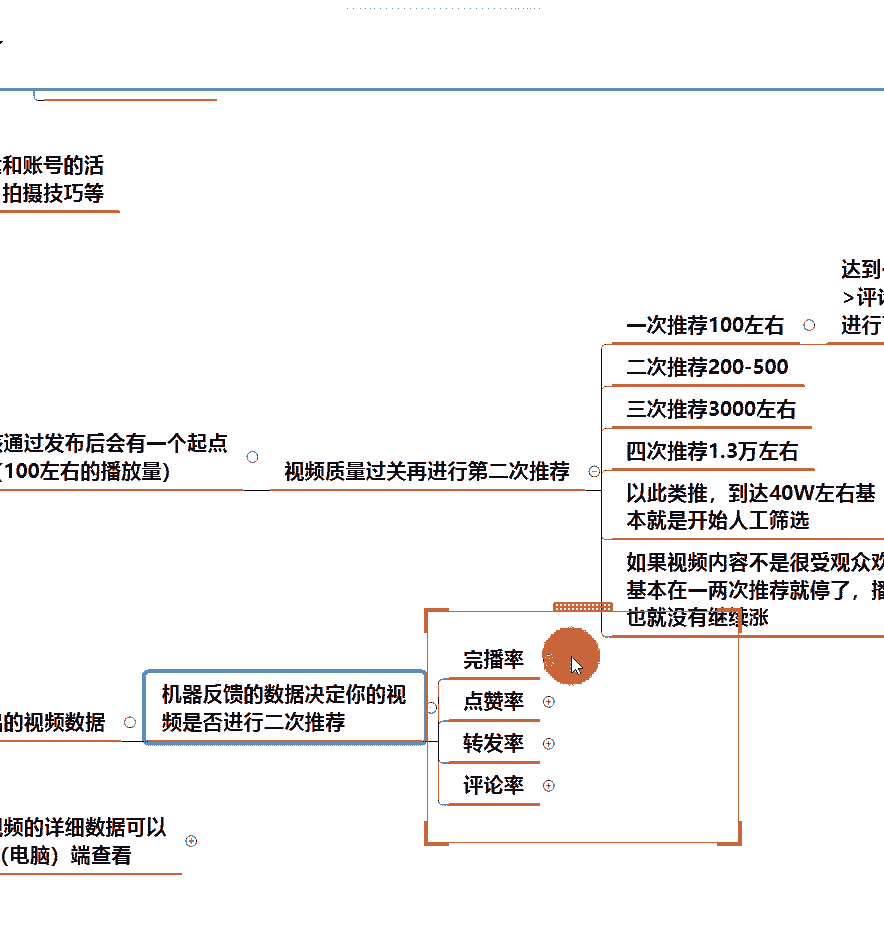 和账号的活
拍摄技巧等
达到
>评论
进行
一次推荐100左右
二次推荐200-500
三次推荐3000左右
四次推荐1.3万左右
以此类推，到达40W左右基
本就是开始人工筛选
如果视频内容不是很受观众欢
基本在一两次推荐就停了，播
也就没有继续涨
通过发布后会有一个起点
（100左右的播放量）
视频质量过关再进行第二次推荐
完播率
点赞率
转发率
评论率
机器反馈的数据决定你的视
频是否进行二次推荐
的视频数据
频的详细数据可以
（电脑）端查看